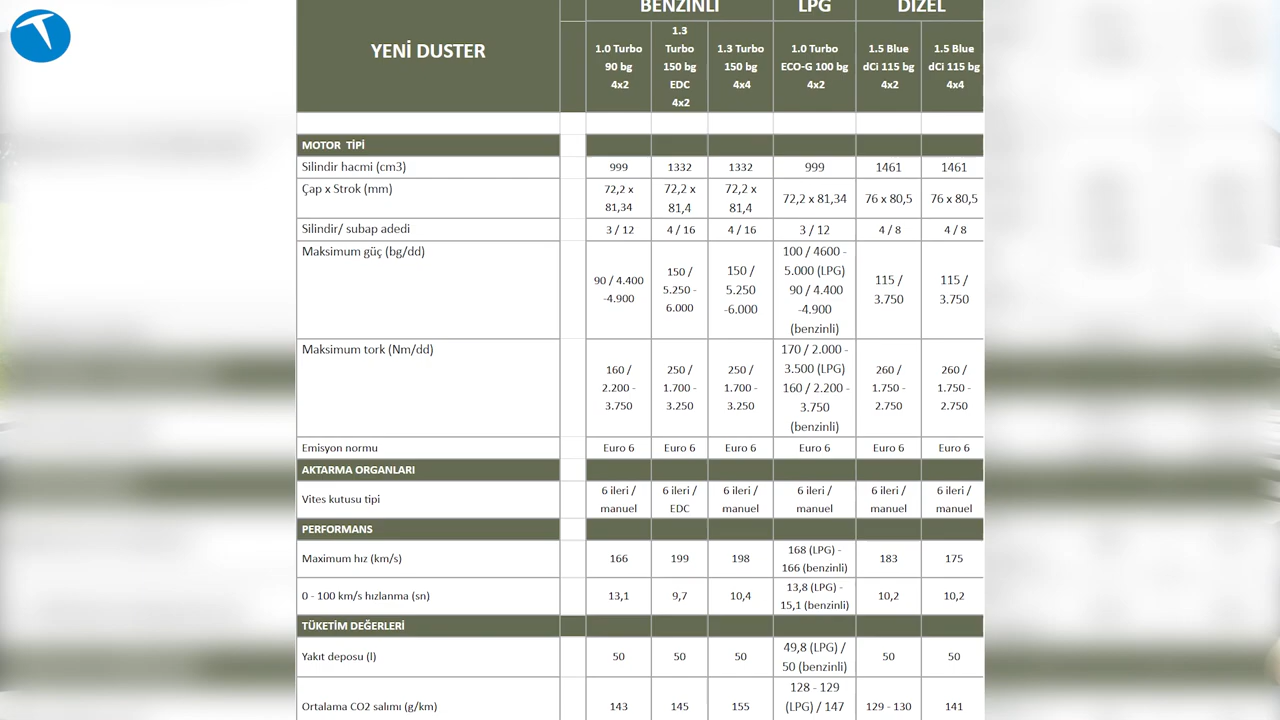 BENZİNLİ LPG DİZEL
YENİ DUSTER
1.0 Turbo
90 bg
4x2
1.3
Turbo
150 bg
EDC
4x2
1.3 Turbo
150 bg
4x4
1.0 Turbo
ECO-G 100 bg
4x2
1.5 Blue
dCi 115 bg
4x2
1.5 Blue
dCi 115 bg
4x4
MOTOR TİPİ
Silindir hacmi (cm3) 999 1332 1332 999 1461 1461
Çap x Strok (mm)
72,2 x
81,34
72,2 x
81,4
72,2 x
81,4
72,2 x 81,34
76 x 80,5
76 x 80,5
Silindir/ subap adedi 3 / 12 4 / 16 4 / 16 3 / 12 4 / 8 4 / 8
Maksimum güç (bg/dd)
90 / 4.400
-4.900
150 /
5.250 -
6.000
150 /
5.250
-6.000
100 / 4600 -
5.000 (LPG)
90 / 4.400
-4.900
(benzinli)
115 /
3.750
115 /
3.750
Maksimum tork (Nm/dd)
160 /
2.200 -
3.750
250 /
1.700 -
3.250
250 /
1.700 -
3.250
170 / 2.000 -
3.500 (LPG)
160 / 2.200 -
3.750
(benzinli)
260 /
1.750 -
2.750
260 /
1.750 -
2.750
Emisyon normu Euro 6 Euro 6 Euro 6 Euro 6 Euro 6 Euro 6
AKTARMA ORGANLARI
Vites kutusu tipi
6 ileri /
manuel
6 ileri /
EDC
6 ileri /
manuel
6 ileri /
manuel
6 ileri /
manuel
6 ileri /
manuel
PERFORMANS
Maximum hız (km/s) 166 199 198
168 (LPG) -
166 (benzinli)
183 175
0 - 100 km/s hızlanma (sn) 13,1 9,7 10,4
13,8 (LPG) -
15,1 (benzinli)
10,2 10,2
TÜKETİM DEĞERLERİ
Yakıt deposu (l) 50 50 50
49,8 (LPG) /
50 (benzinli)
50 50
Ortalama CO2 salımı (g/km) 143 145 155
128 - 129
(LPG) / 147
129 - 130 141